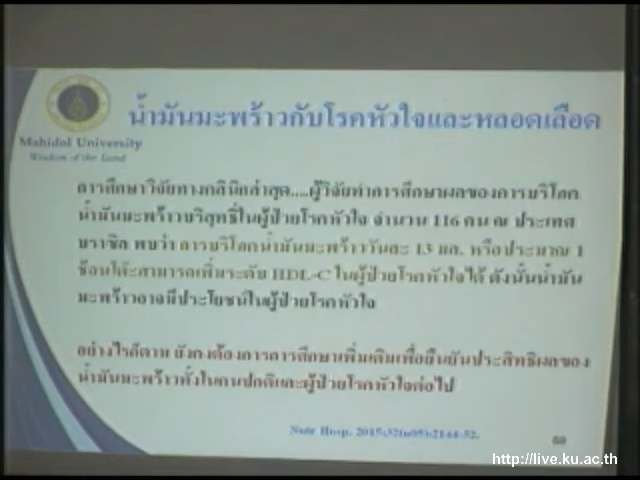 Mahidol University
Wisdom of the Land
น้ำมันมะพร้าวกับโรคหัวใจและหลอดเลือด
การศึกษาวิจัยทางคลินิกล่าสุด....ผู้วิจัยทำการศึกษาผลของการบริโภค
น้ำมันมะพร้าวบริสุทธิ์ในผู้ป่วยโรคหัวใจ จำนวน 116 คน ณ ประเทศ
บราซิล พบว่า การบริโภคน้ำมันมะพร้าววันละ 13 มล. หรือประมาณ 1
ช้อนโต๊ะสามารถเพิ่มระดับ HDL-C ในผู้ป่วยโรคหัวใจได้ ดังนั้นน้ำมัน
มะพร้าวอาจมีประโยชน์ในผู้ป่วยโรคหัวใจ
อย่างไรก็ตาม ยังคงต้องการการศึกษาเพิ่มเติมเพื่อยืนยันประสิทธิผลของ
น้ำมันมะพร้าวทั้งในคนปกติและผู้ป่วยโรคหัวใจต่อไป
Nutr Hosp. 2015;32(n05):2144-52.
http://live.ku.ac.th